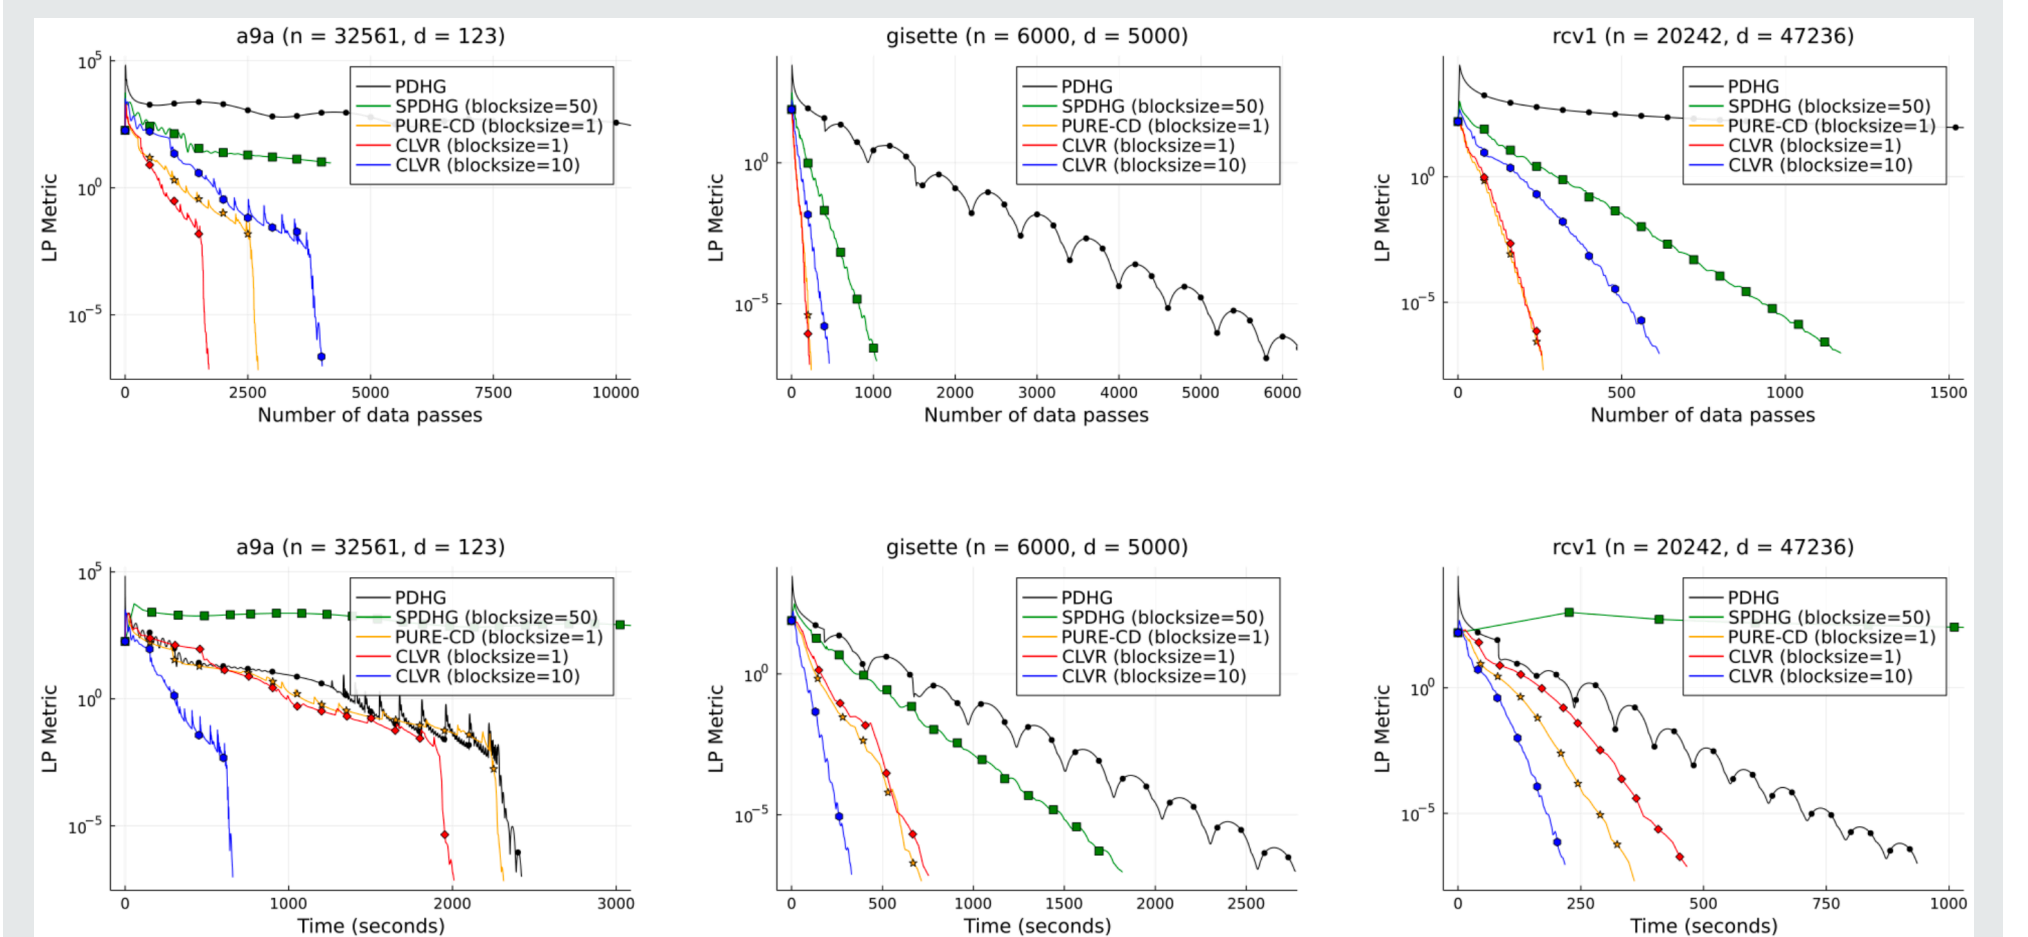 a9a (n = 32561, d = 123)
10^5
10^0
10^-5
LP Metric
PDHG
SPDHG (blocksize=50)
PURE-CD (blocksize=1)
CLVR (blocksize=1)
CLVR (blocksize=10)
0 2500 5000 7500 10000
Number of data passes
gisette (n = 6000, d = 5000)
10^0
10^-5
LP Metric
PDHG
SPDHG (blocksize=50)
PURE-CD (blocksize=1)
CLVR (blocksize=1)
CLVR (blocksize=10)
0 1000 2000 3000 4000 5000 6000
Number of data passes
rcv1 (n = 20242, d = 47236)
10^0
10^-5
LP Metric
PDHG
SPDHG (blocksize=50)
PURE-CD (blocksize=1)
CLVR (blocksize=1)
CLVR (blocksize=10)
0 500 1000 1500
Number of data passes
a9a (n = 32561, d = 123)
10^5
10^0
10^-5
LP Metric
PDHG
SPDHG (blocksize=50)
PURE-CD (blocksize=1)
CLVR (blocksize=1)
CLVR (blocksize=10)
0 1000 2000 3000
Time (seconds)
gisette (n = 6000, d = 5000)
10^0
10^-5
LP Metric
PDHG
SPDHG (blocksize=50)
PURE-CD (blocksize=1)
CLVR (blocksize=1)
CLVR (blocksize=10)
0 500 1000 1500 2000 2500
Time (seconds)
rcv1 (n = 20242, d = 47236)
10^0
10^-5
LP Metric
PDHG
SPDHG (blocksize=50)
PURE-CD (blocksize=1)
CLVR (blocksize=1)
CLVR (blocksize=10)
0 250 500 750 1000
Time (seconds)